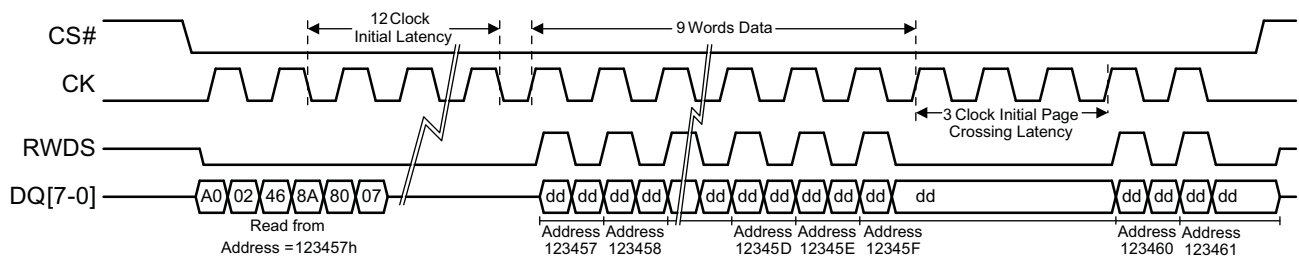 12 Clock
Initial Latency
9 Words Data
CS#
CK
3 Clock Initial Page
Crossing Latency
RWDS
DQ[7-0]
A0 02 46 8A 80 07 dd dd dd dd dd dd dd dd dd dd dd dd dd dd dd
Read from
Address =123457h
Address
123457
Address
123458
Address
12345D
Address
12345E
Address
12345F
Address
123460
Address
123461